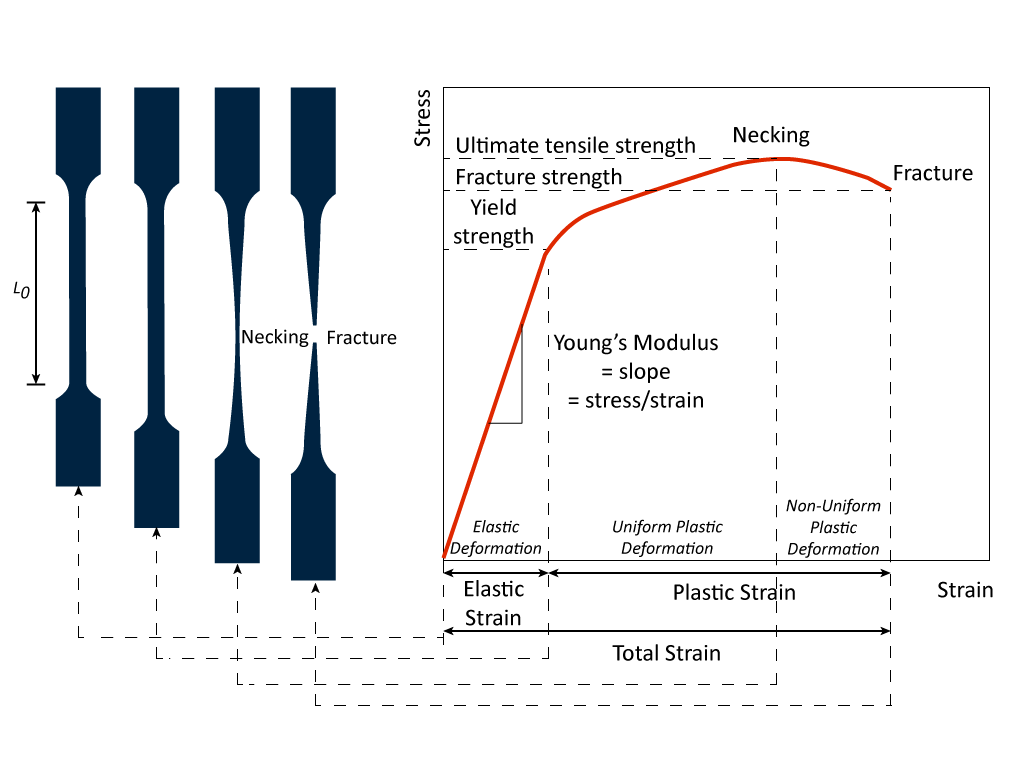 L0
Necking
Fracture
Stress
Ultimate tensile strength
Necking
Fracture strength
Fracture
Yield
strength
Young's Modulus
= slope
= stress/strain
Elastic
Deformation
Uniform Plastic
Deformation
Non-Uniform
Plastic
Deformation
Elastic
Strain
Plastic Strain
Strain
Total Strain